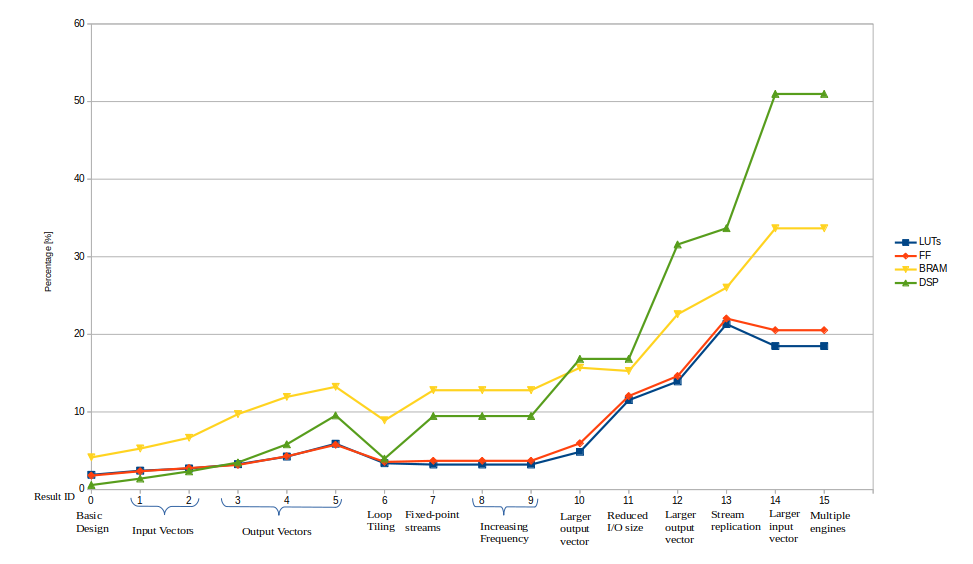 60
50
40
30
20
10
0
Percentage [%]
LUTs
FF
BRAM
DSP
Result ID 0 1 2 3 4 5 6 7 8 9 10 11 12 13 14 15
Basic
Design
Input Vectors
Output Vectors
Loop
Tiling
Fixed-point
streams
Increasing
Frequency
Larger
output
vector
Reduced
I/O size
Larger
output
vector
Stream
replication
Larger
input
vector
Multiple
engines